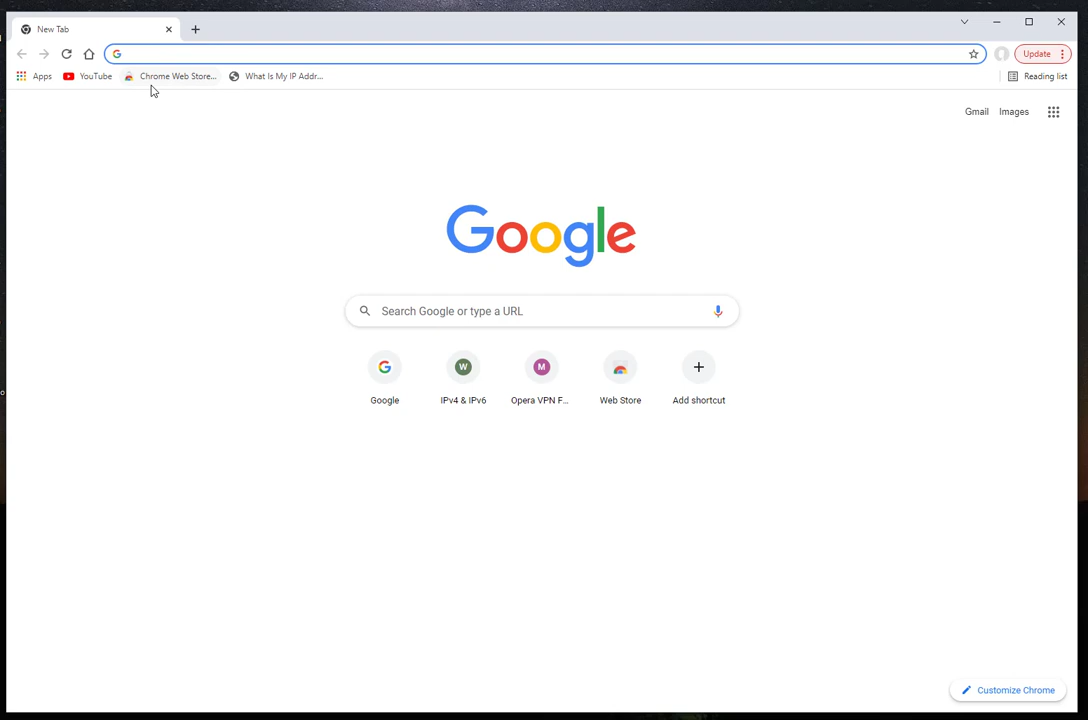 New Tab
Update
Apps YouTube Chrome Web Store... What Is My IP Addr... Reading list
Gmail Images
Google
Search Google or type a URL
W M
Google IPv4 & IPv6 Opera VPN F... Web Store Add shortcut
Customize Chrome